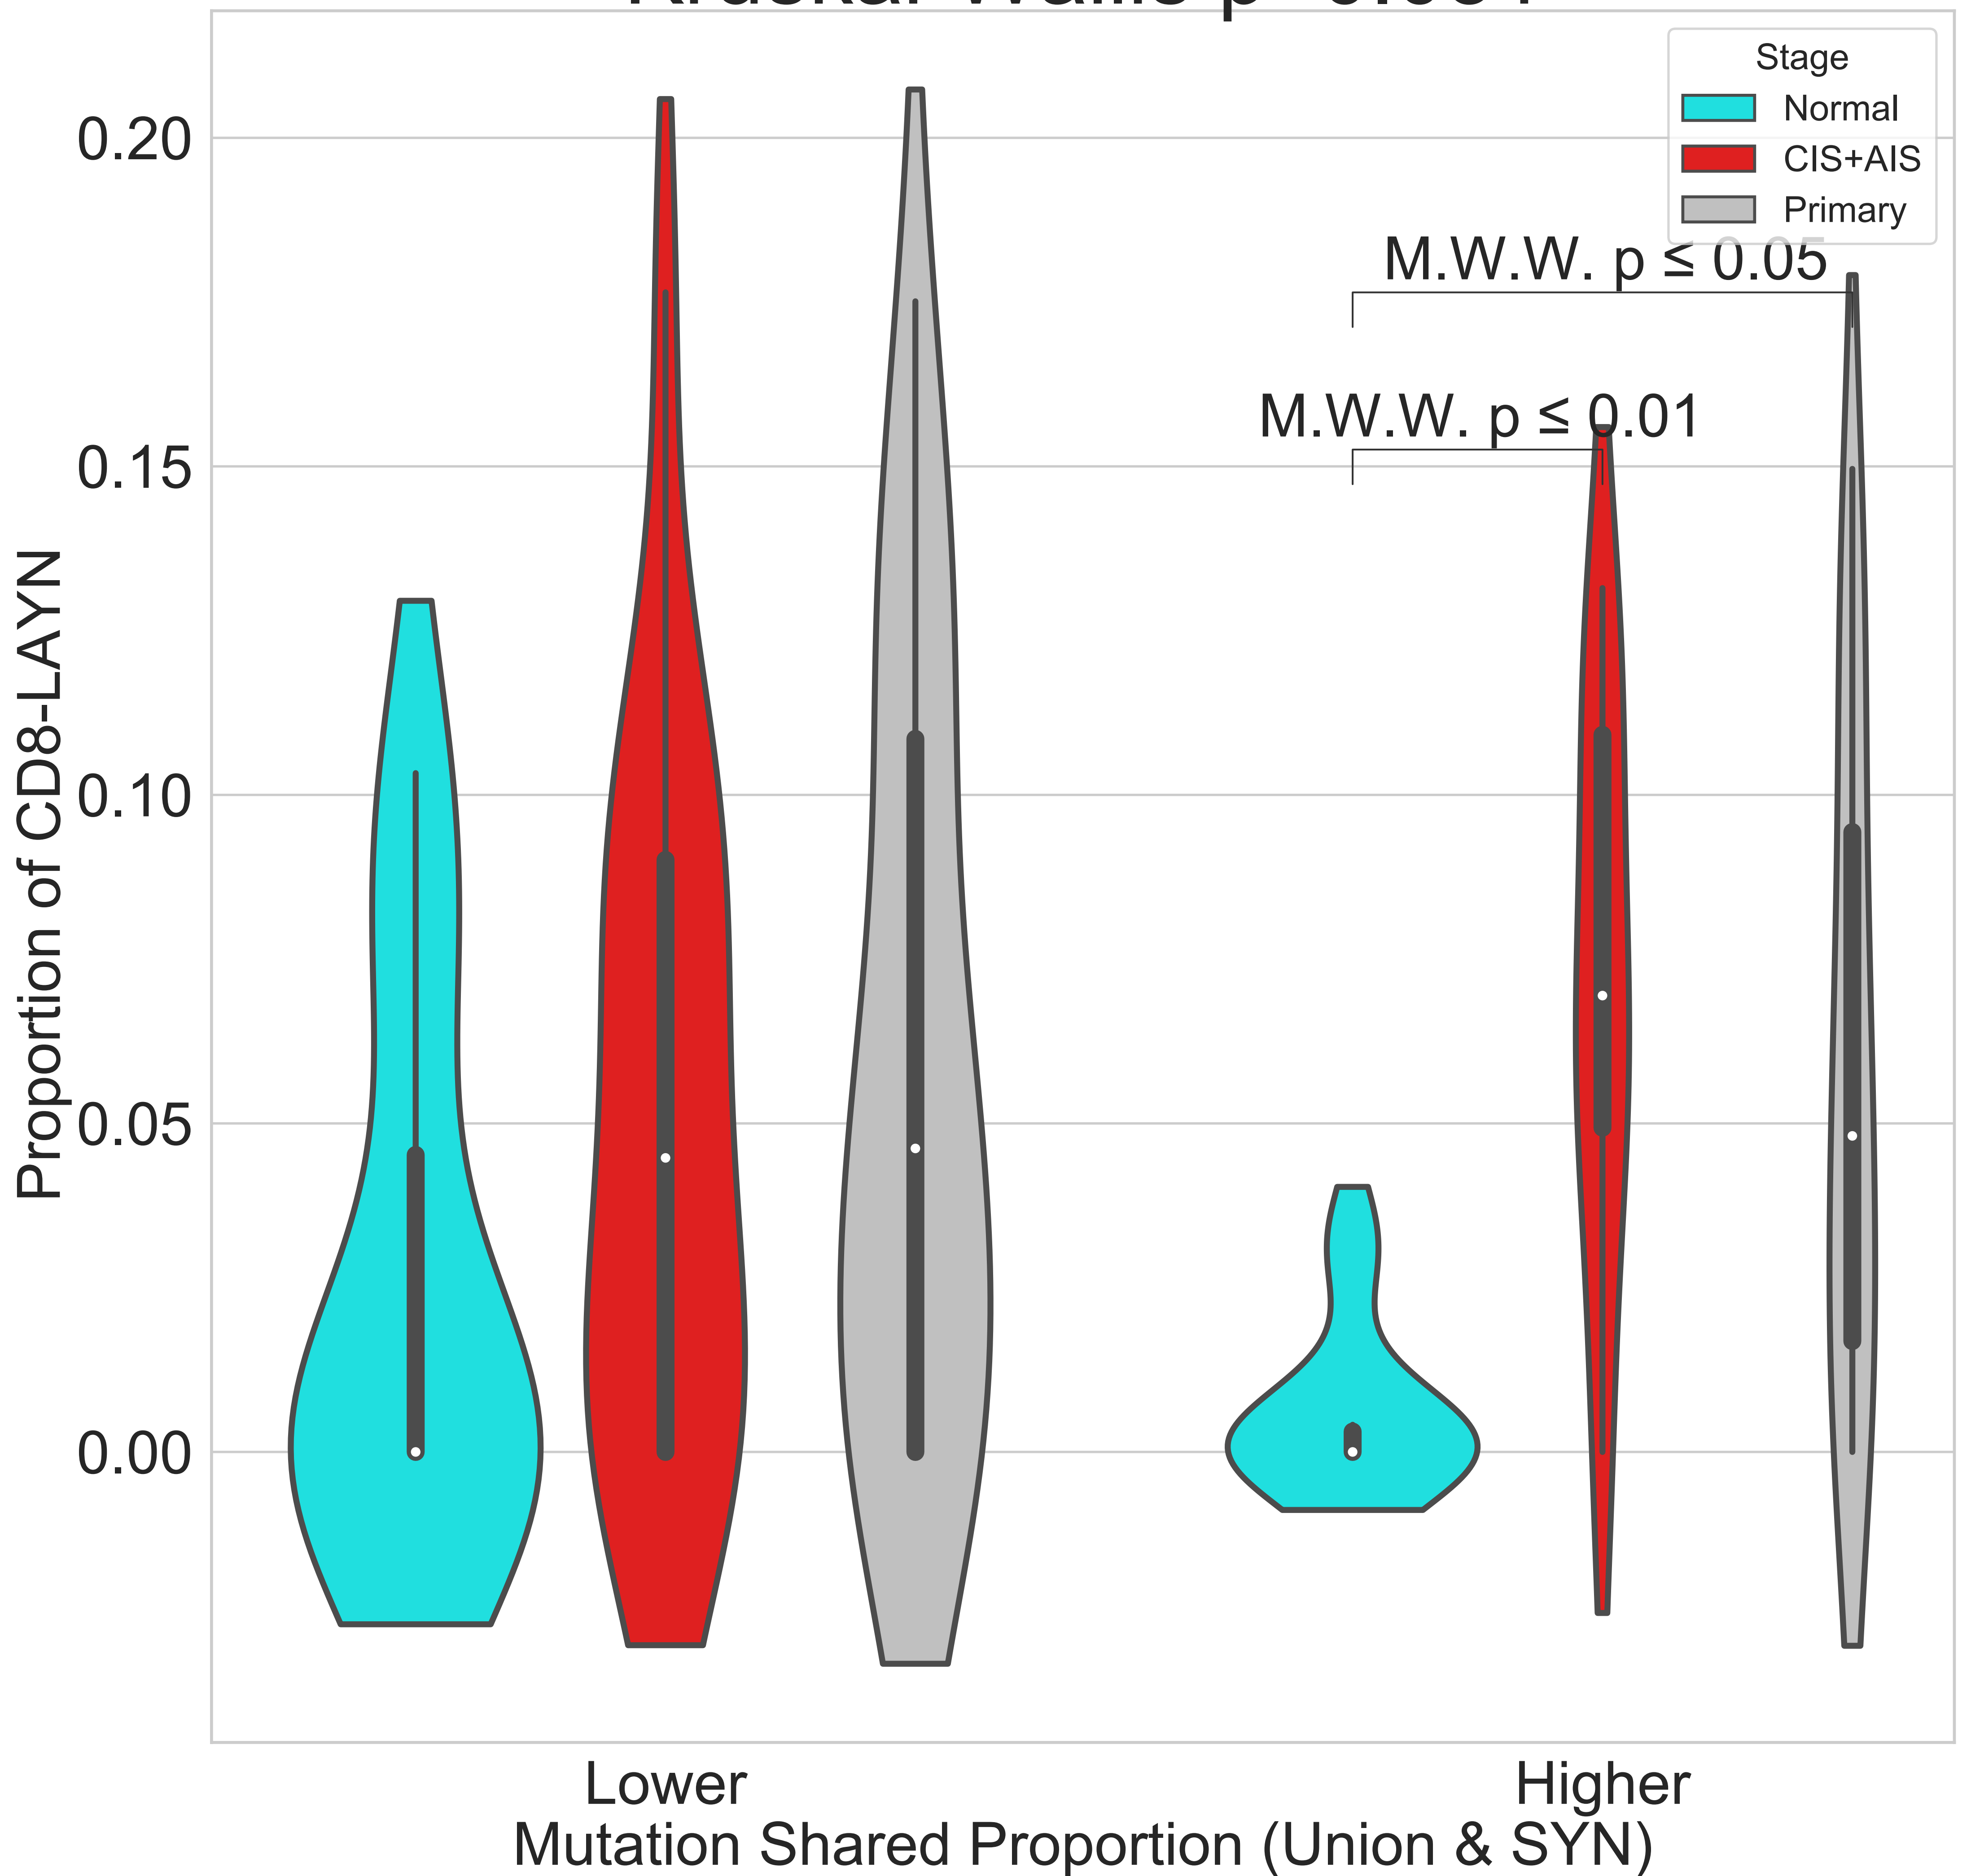 Stage
Normal
CIS+AIS
Primary
M.W.W. p ≤ 0.05
M.W.W. p ≤ 0.01
Proportion of CD8-LAYN
0.20
0.15
0.10
0.05
0.00
Lower
Higher
Mutation Shared Proportion (Union & SYN)